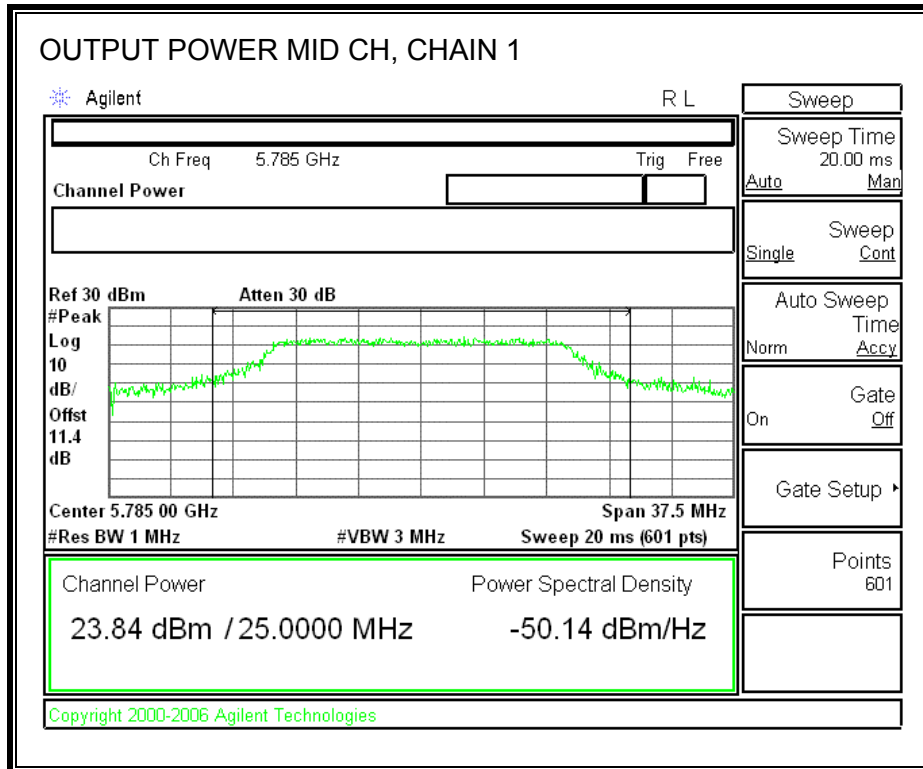 OUTPUT POWER MID CH, CHAIN 1
Agilent R L
Ch Freq 5.785 GHz Trig Free
Channel Power
Ref 30 dBm Atten 30 dB
#Peak
Log
10
dB/
Offst
11.4
dB
Center 5.785 00 GHz Span 37.5 MHz
#Res BW 1 MHz #VBW 3 MHz Sweep 20 ms (601 pts)
Channel Power Power Spectral Density
23.84 dBm / 25.0000 MHz -50.14 dBm/Hz
Copyright 2000-2006 Agilent Technologies
Sweep
Sweep Time
20.00 ms
Auto Man
Sweep
Single Cont
Auto Sweep
Time
Norm Accy
Gate
On Off
Gate Setup
Points
601